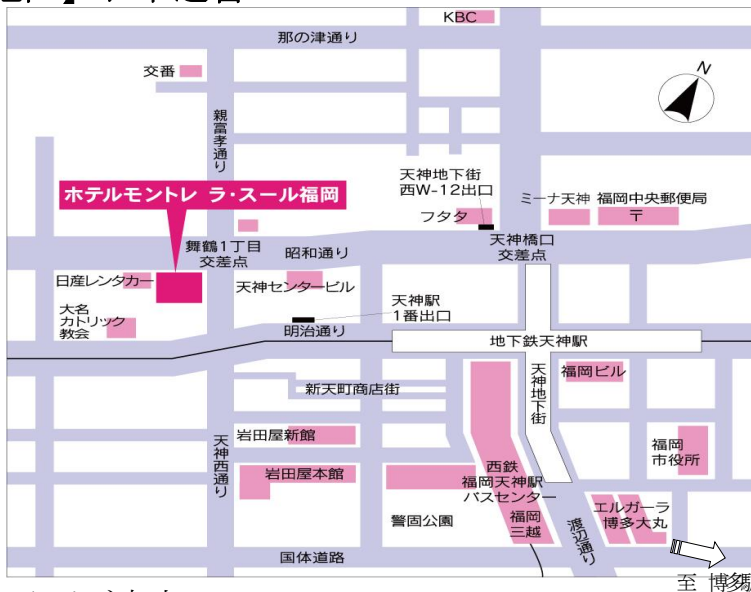 KBC
那の津通り
交番
N
親富孝通り
天神地下街
西W-12出口
ミーナ天神
福岡中央郵便局
〒
ホテルモントレ ラ・スール福岡
フタタ
舞鶴1丁目
交差点
昭和通り
天神橋口
交差点
日産レンタカー
天神センタービル
大名
カトリック
教会
天神駅
1番出口
明治通り
地下鉄天神駅
新天町商店街
天神地下街
福岡ビル
天神西通り
岩田屋新館
岩田屋本館
西鉄
福岡天神駅
バスセンター
福岡
市役所
警固公園
福岡
三越
渡辺通り
エルガーラ
博多大丸
国体道路
至 博多駅